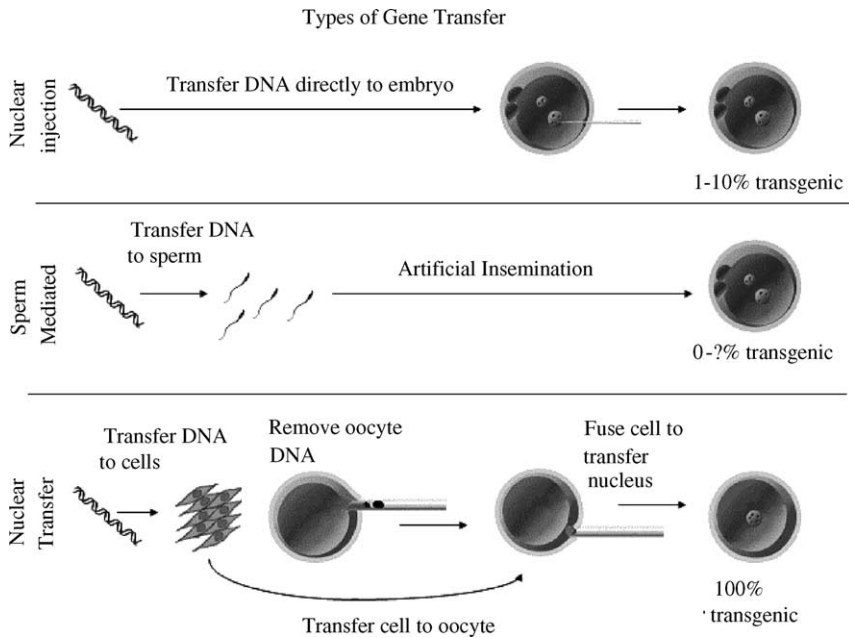 Types of Gene Transfer
Nuclear
injection
Transfer DNA directly to embryo
1-10% transgenic
Sperm
Mediated
Transfer DNA
to sperm
Artificial Insemination
0-?% transgenic
Nuclear
Transfer
Transfer DNA
to cells
Remove oocyte
DNA
Fuse cell to
transfer
nucleus
100%
transgenic
Transfer cell to oocyte